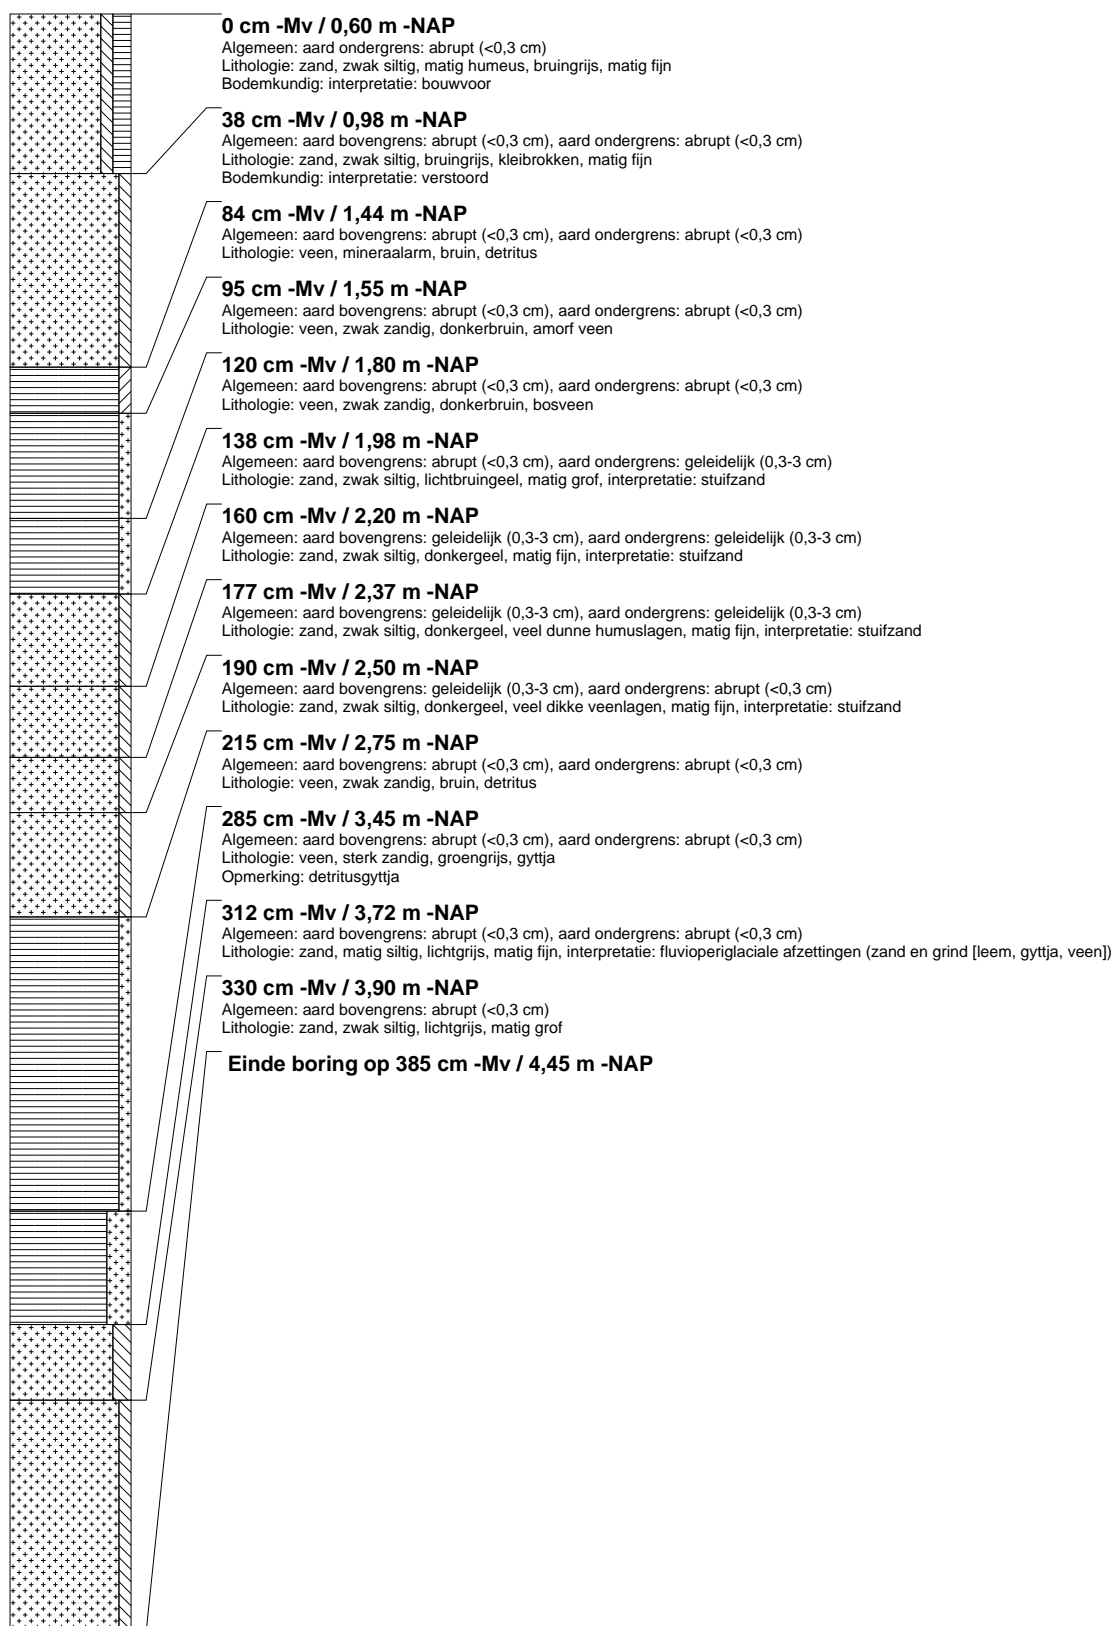 0 cm -Mv / 0,60 m -NAP
Algemeen: aard ondergrens: abrupt (<0,3 cm)
Lithologie: zand, zwak siltig, matig humeus, bruingrijs, matig fijn
Bodemkundig: interpretatie: bouwvoor
38 cm -Mv / 0,98 m -NAP
Algemeen: aard bovengrens: abrupt (<0,3 cm), aard ondergrens: abrupt (<0,3 cm)
Lithologie: zand, zwak siltig, bruingrijs, kleibrokken, matig fijn
Bodemkundig: interpretatie: verstoord
84 cm -Mv / 1,44 m -NAP
Algemeen: aard bovengrens: abrupt (<0,3 cm), aard ondergrens: abrupt (<0,3 cm)
Lithologie: veen, mineraalarm, bruin, detritus
95 cm -Mv / 1,55 m -NAP
Algemeen: aard bovengrens: abrupt (<0,3 cm), aard ondergrens: abrupt (<0,3 cm)
Lithologie: veen, zwak zandig, donkerbruin, amorf veen
120 cm -Mv / 1,80 m -NAP
Algemeen: aard bovengrens: abrupt (<0,3 cm), aard ondergrens: abrupt (<0,3 cm)
Lithologie: veen, zwak zandig, donkerbruin, bosveen
138 cm -Mv / 1,98 m -NAP
Algemeen: aard bovengrens: abrupt (<0,3 cm), aard ondergrens: geleidelijk (0,3-3 cm)
Lithologie: zand, zwak siltig, lichtbruingeel, matig grof, interpretatie: stuifzand
160 cm -Mv / 2,20 m -NAP
Algemeen: aard bovengrens: geleidelijk (0,3-3 cm), aard ondergrens: geleidelijk (0,3-3 cm)
Lithologie: zand, zwak siltig, donkergeel, matig fijn, interpretatie: stuifzand
177 cm -Mv / 2,37 m -NAP
Algemeen: aard bovengrens: geleidelijk (0,3-3 cm), aard ondergrens: geleidelijk (0,3-3 cm)
Lithologie: zand, zwak siltig, donkergeel, veel dunne humuslagen, matig fijn, interpretatie: stuifzand
190 cm -Mv / 2,50 m -NAP
Algemeen: aard bovengrens: geleidelijk (0,3-3 cm), aard ondergrens: abrupt (<0,3 cm)
Lithologie: zand, zwak siltig, donkergeel, veel dikke veenlagen, matig fijn, interpretatie: stuifzand
215 cm -Mv / 2,75 m -NAP
Algemeen: aard bovengrens: abrupt (<0,3 cm), aard ondergrens: abrupt (<0,3 cm)
Lithologie: veen, zwak zandig, bruin, detritus
285 cm -Mv / 3,45 m -NAP
Algemeen: aard bovengrens: abrupt (<0,3 cm), aard ondergrens: abrupt (<0,3 cm)
Lithologie: veen, sterk zandig, groengrijs, gyttja
Opmerking: detritusgyttja
312 cm -Mv / 3,72 m -NAP
Algemeen: aard bovengrens: abrupt (<0,3 cm), aard ondergrens: abrupt (<0,3 cm)
Lithologie: zand, matig siltig, lichtgrijs, matig fijn, interpretatie: fluvioperiglaciale afzettingen (zand en grind [leem, gyttja, veen])
330 cm -Mv / 3,90 m -NAP
Algemeen: aard bovengrens: abrupt (<0,3 cm)
Lithologie: zand, zwak siltig, lichtgrijs, matig grof
Einde boring op 385 cm -Mv / 4,45 m -NAP